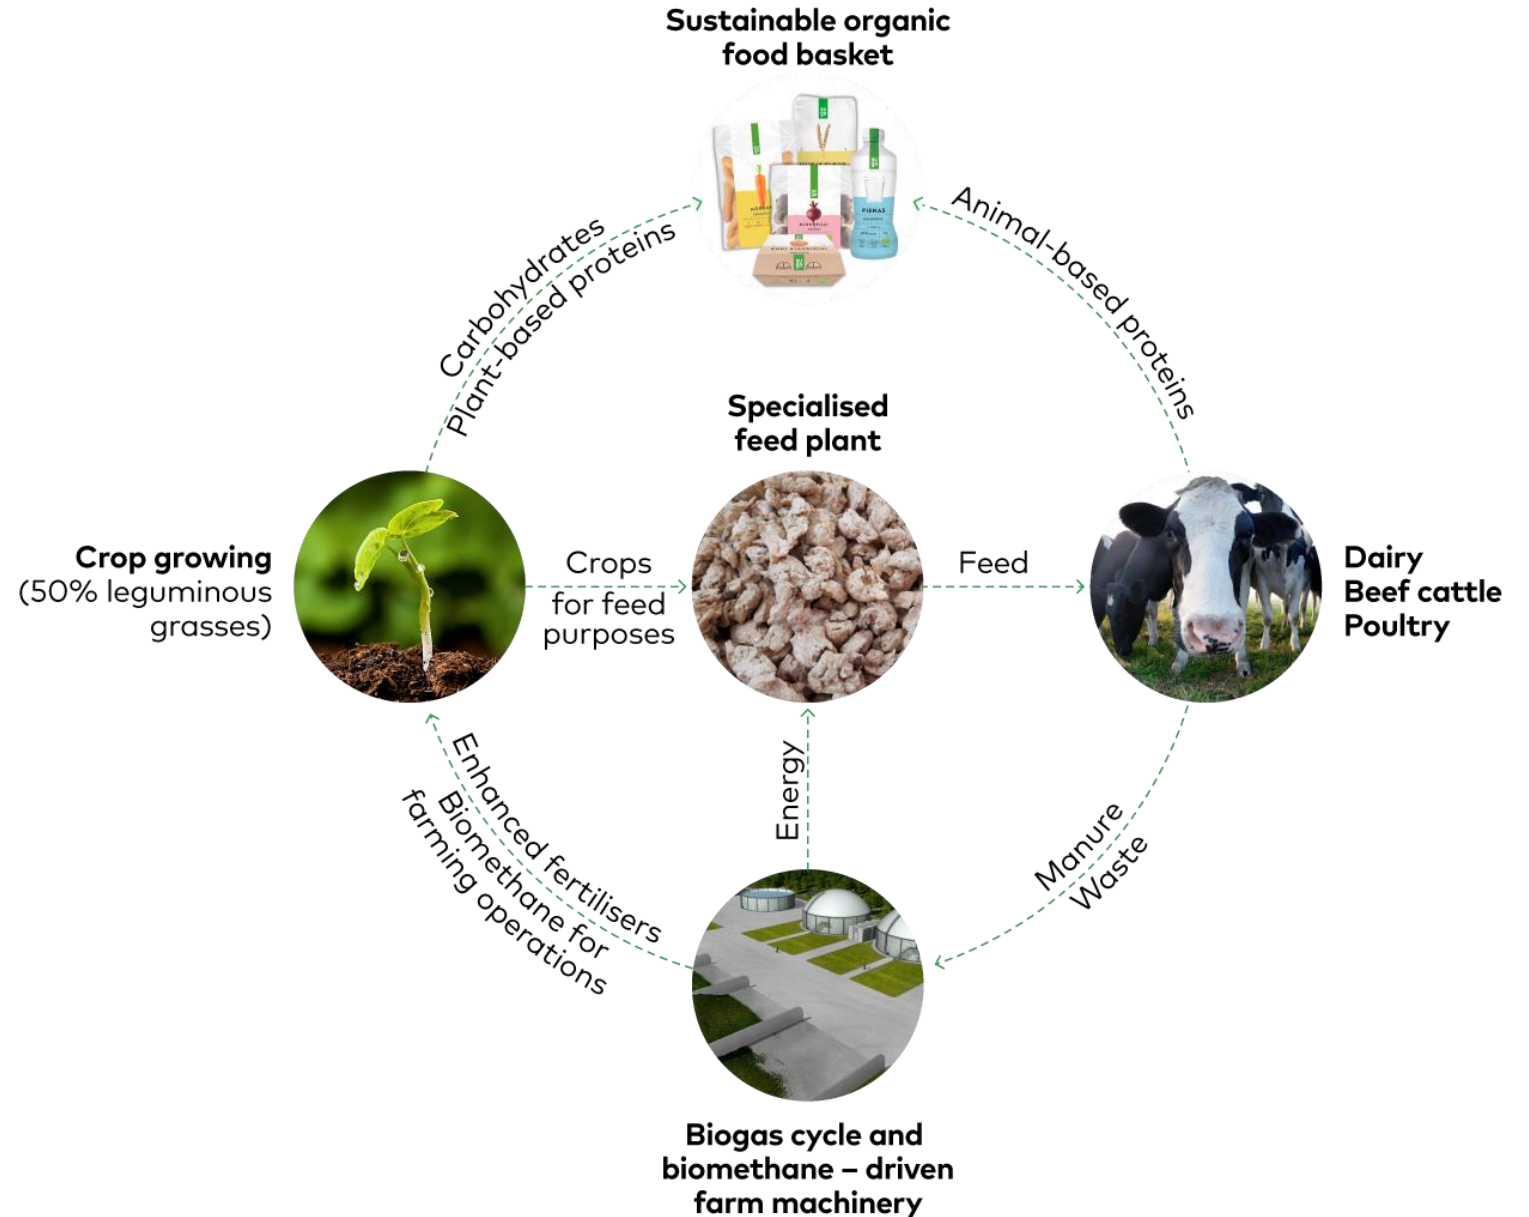 Sustainable organic
food basket
PIENAS
Carbohydrates
Plant-based proteins
Animal-based proteins
Specialised
feed plant
Crop growing
(50% leguminous
grasses)
Crops
for feed
purposes
Feed
Dairy
Beef cattle
Poultry
Enhanced fertilisers
Biomethane for
farming operations
Energy
Manure
Waste
Biogas cycle and
biomethane – driven
farm machinery